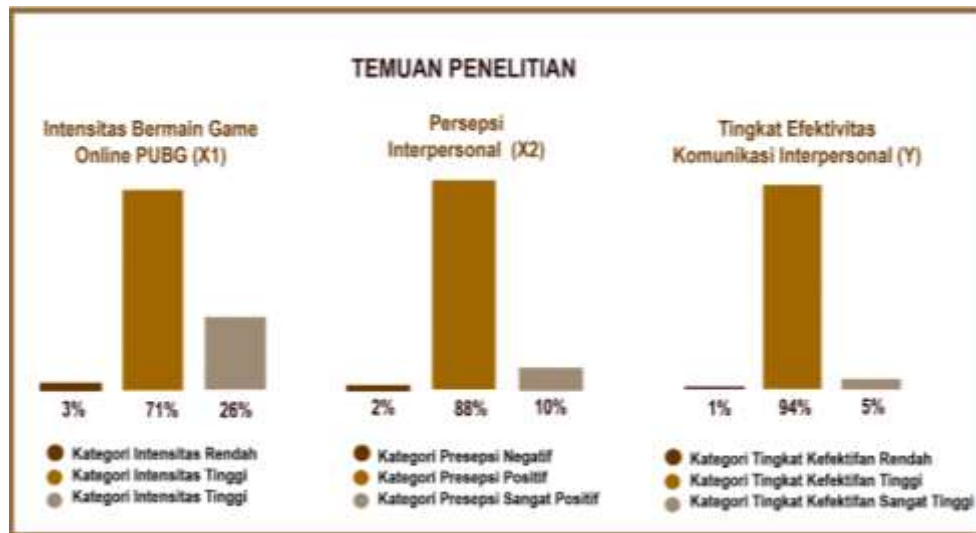 TEMUAN PENELITIAN
Intensitas Bermain Game
Online PUBG (X1)
3% 71% 26%
Kategori Intensitas Rendah
Kategori Intensitas Tinggi
Kategori Intensitas Tinggi
Persepsi
Interpersonal (X2)
2% 88% 10%
Kategori Presepsi Negatif
Kategori Presepsi Positif
Kategori Presepsi Sangat Positif
Tingkat Efektivitas
Komunikasi Interpersonal (Y)
1% 94% 5%
Kategori Tingkat Kefektifan Rendah
Kategori Tingkat Kefektifan Tinggi
Kategori Tingkat Kefektifan Sangat Tinggi